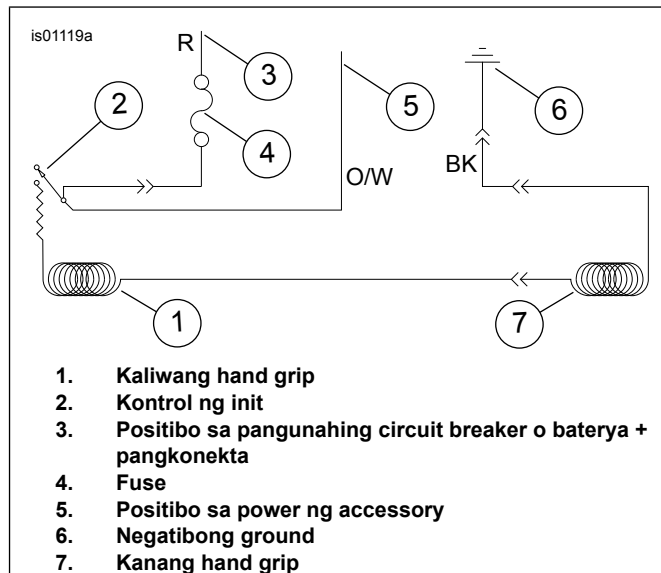 is01119a
R
3
2
5
6
4
O/W
BK
1
7
1. Kaliwang hand grip
2. Kontrol ng init
3. Positibo sa pangunahing circuit breaker o baterya +
pangkonekta
4. Fuse
5. Positibo sa power ng accessory
6. Negatibong ground
7. Kanang hand grip